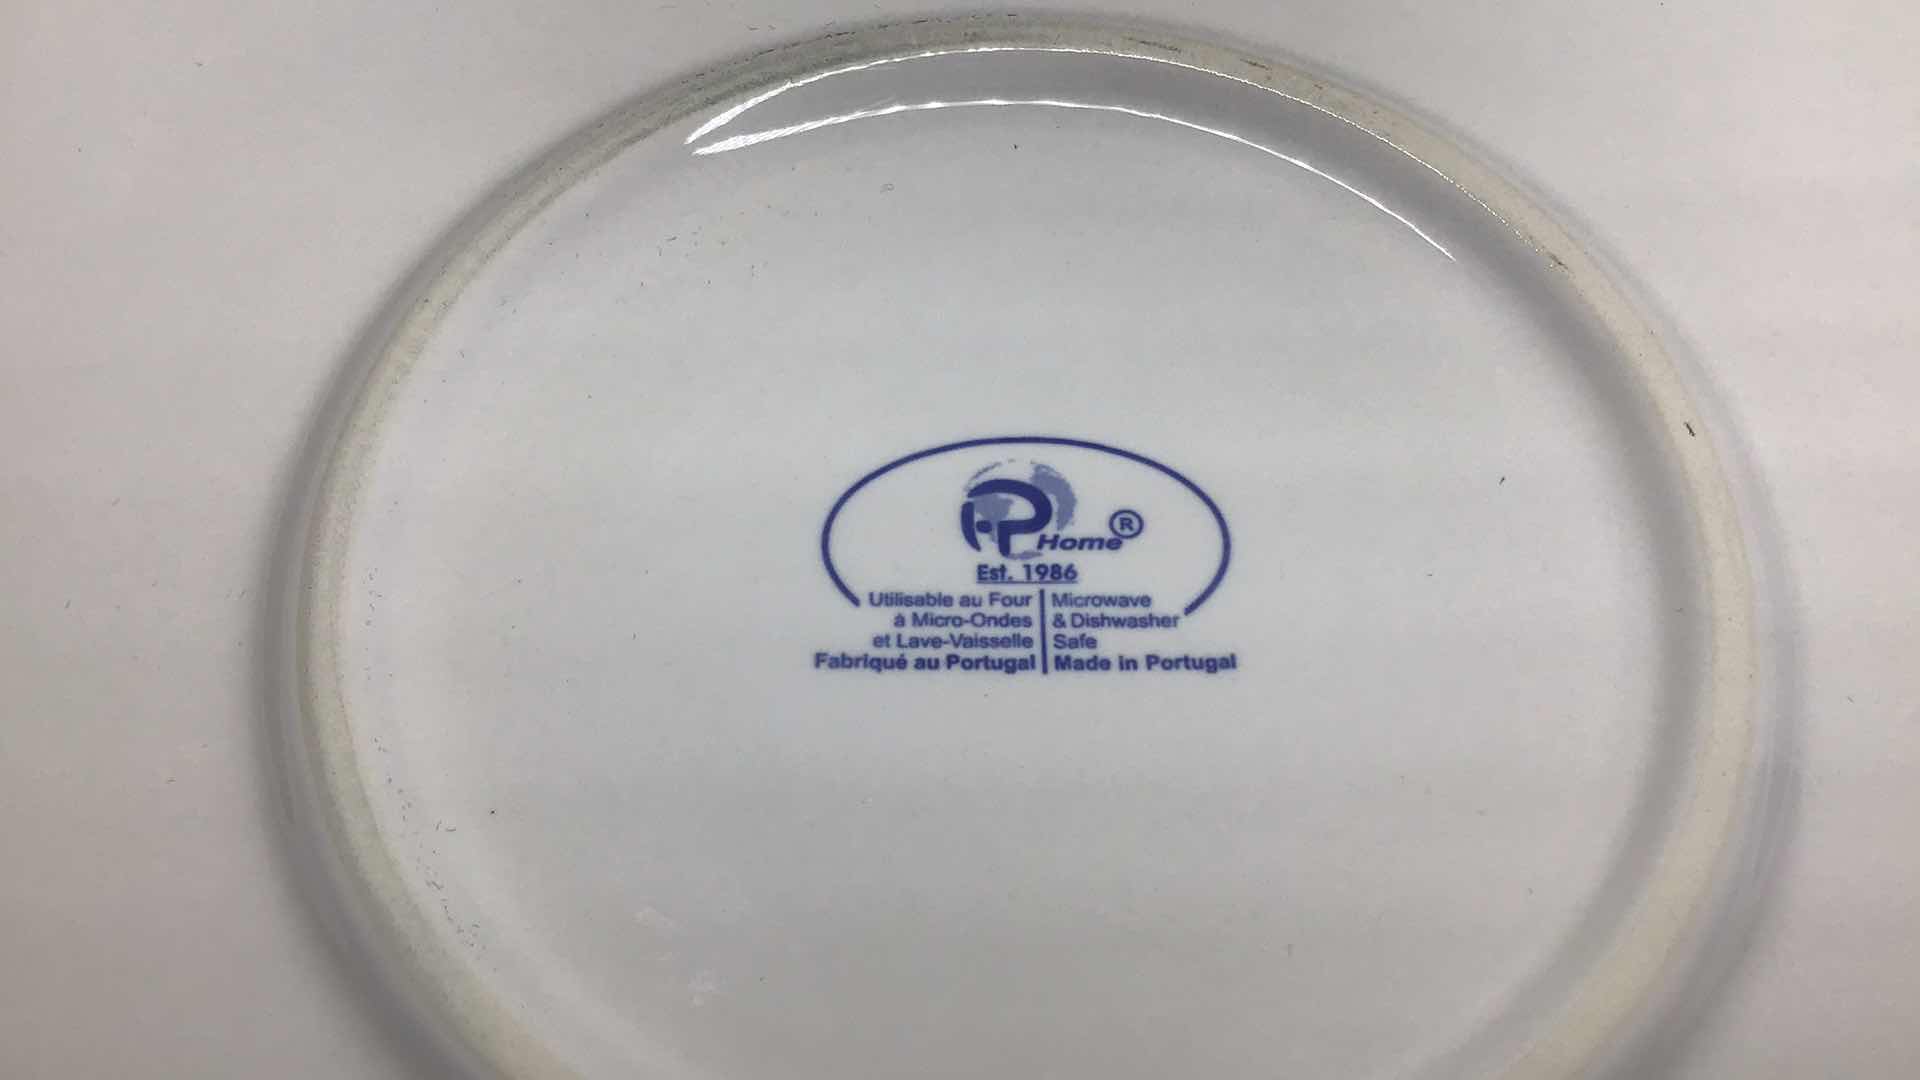 iP Home®
Est. 1986
Utilisable au Four
à Micro-Ondes
et Lave-Vaisselle
Fabriqué au Portugal
Microwave
& Dishwasher
Safe
Made in Portugal